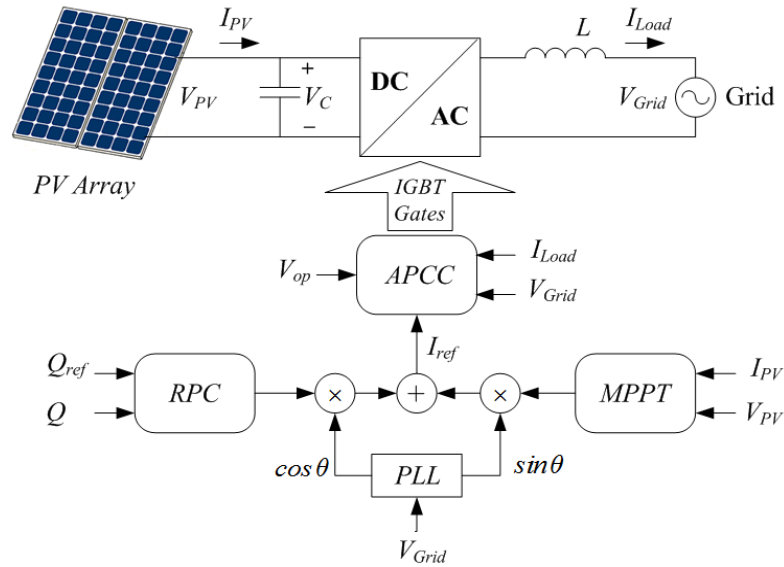 I_PV
L
I_Load
+
V_PV
V_C
DC
AC
V_Grid
Grid
−
PV Array
IGBT
Gates
V_op
APCC
I_Load
V_Grid
I_ref
Q_ref
Q
RPC
×
+
×
MPPT
I_PV
V_PV
cosθ
PLL
sinθ
V_Grid